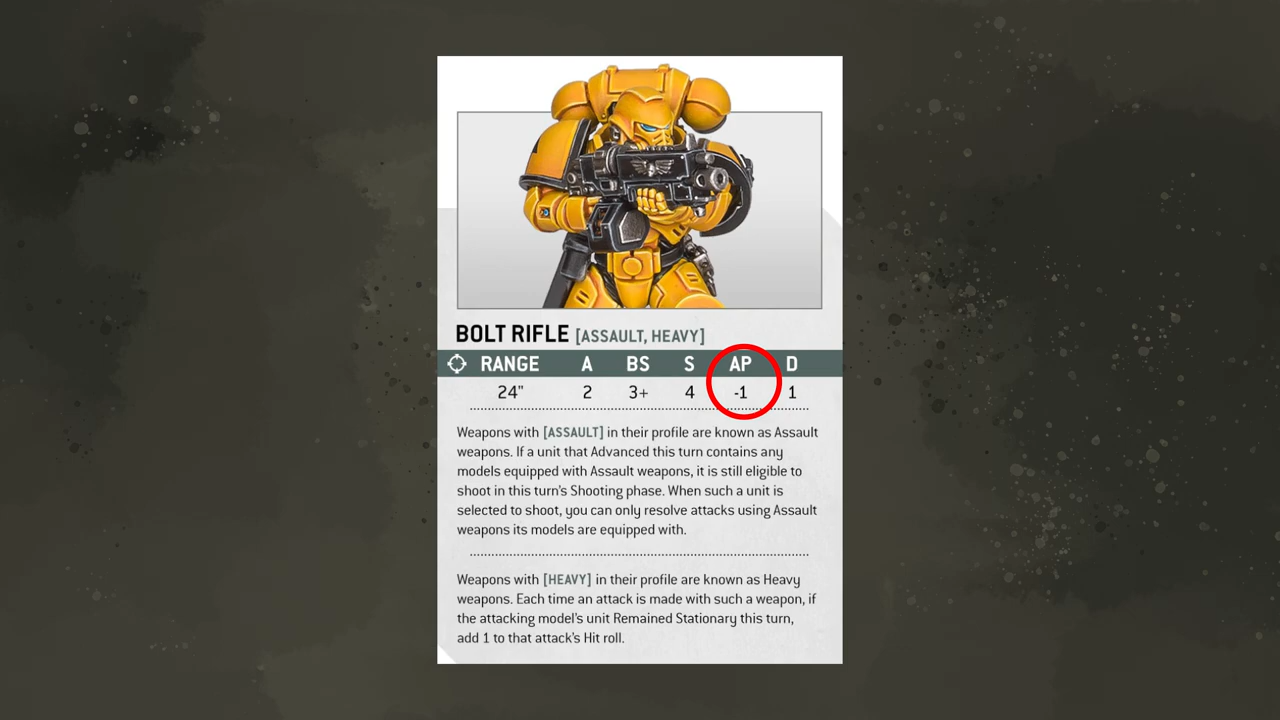 BOLT RIFLE [ASSAULT, HEAVY]
RANGE A BS S AP D
24" 2 3+ 4 -1 1
Weapons with [ASSAULT] in their profile are known as Assault
weapons. If a unit that Advanced this turn contains any
models equipped with Assault weapons, it is still eligible to
shoot in this turn's Shooting phase. When such a unit is
selected to shoot, you can only resolve attacks using Assault
weapons its models are equipped with.
Weapons with [HEAVY] in their profile are known as Heavy
weapons. Each time an attack is made with such a weapon, if
the attacking model's unit Remained Stationary this turn,
add 1 to that attack's Hit roll.